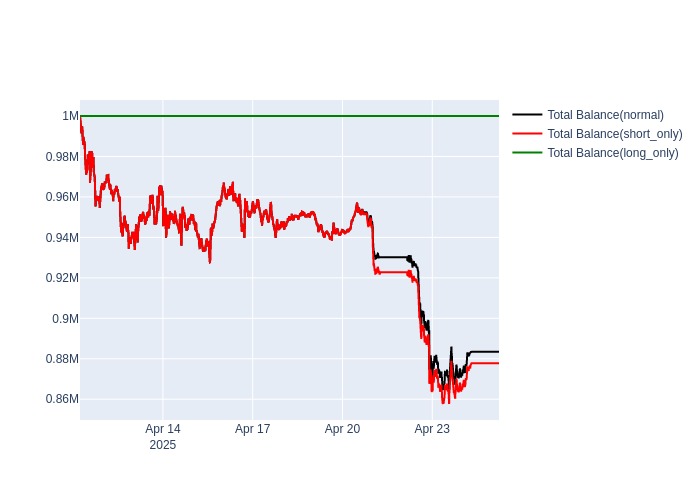 1M
0.98M
0.96M
0.94M
0.92M
0.9M
0.88M
0.86M
Apr 14
2025
Apr 17
Apr 20
Apr 23
Total Balance(normal)
Total Balance(short_only)
Total Balance(long_only)